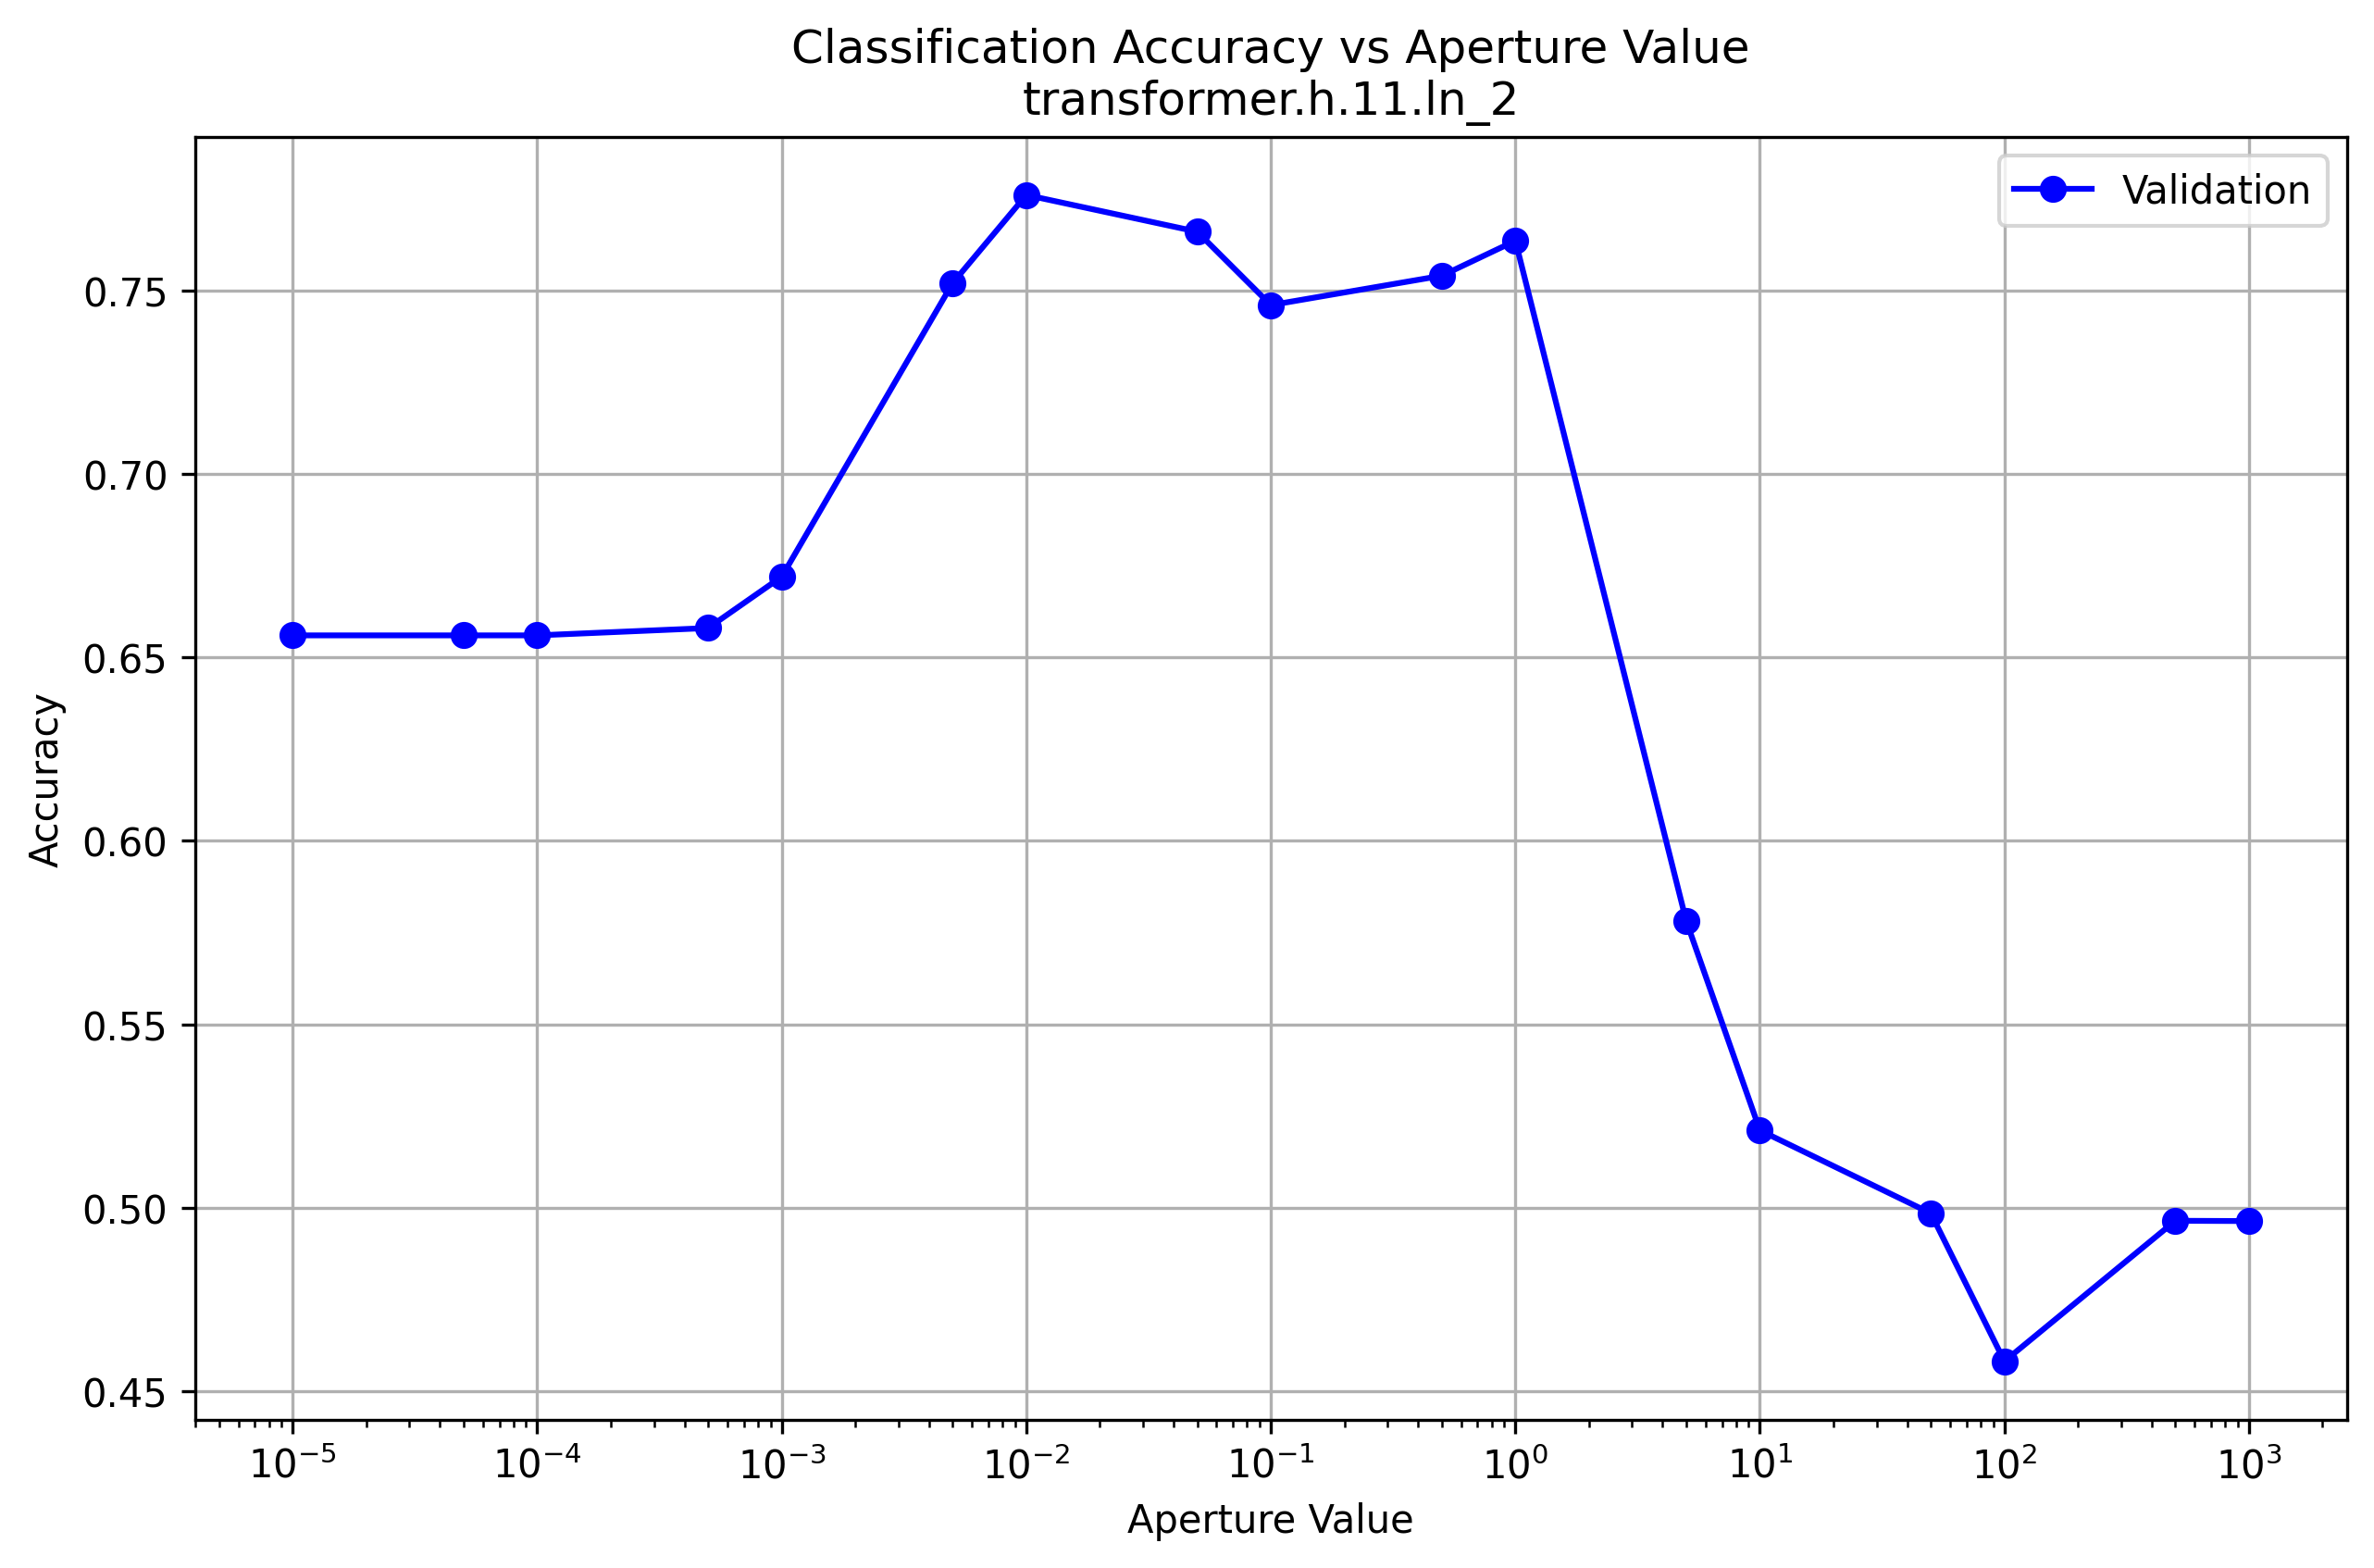 Classification Accuracy vs Aperture Value
transformer.h.11.ln_2
Validation
Accuracy
0.75
0.70
0.65
0.60
0.55
0.50
0.45
10⁻⁵ 10⁻⁴ 10⁻³ 10⁻² 10⁻¹ 10⁰ 10¹ 10² 10³
Aperture Value